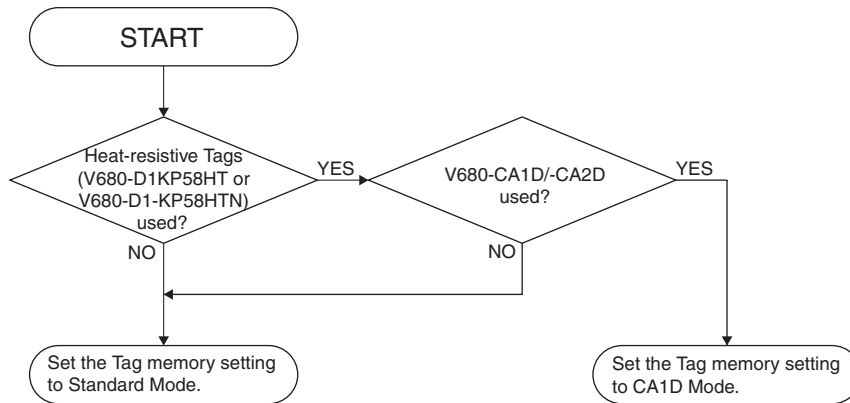 START
Heat-resistive Tags
(V680-D1KP58HT or
V680-D1-KP58HTN)
used?
YES
NO
V680-CA1D/-CA2D
used?
YES
NO
Set the Tag memory setting
to Standard Mode.
Set the Tag memory setting
to CA1D Mode.